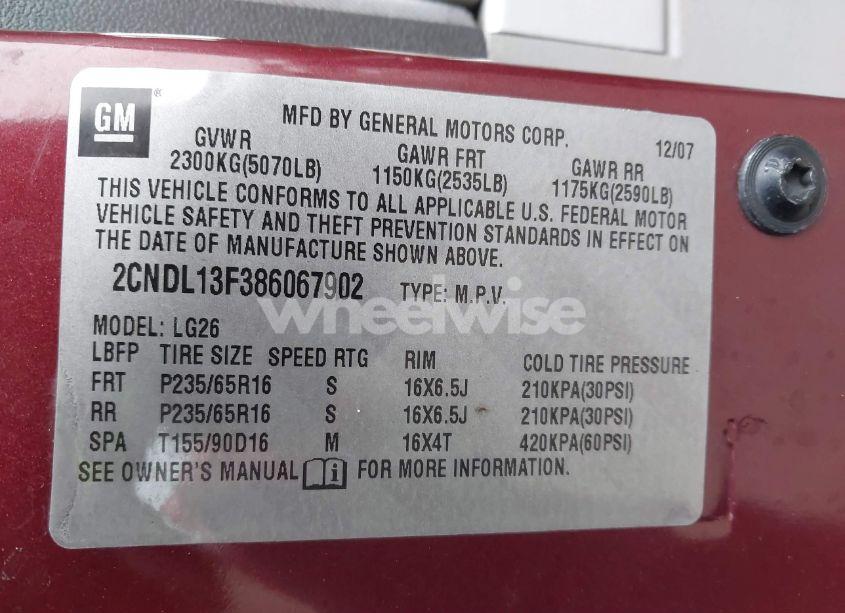 GM ®
MFD BY GENERAL MOTORS CORP. 12/07
GVWR GAWR FRT GAWR RR
2300KG(5070LB) 1150KG(2535LB) 1175KG(2590LB)
THIS VEHICLE CONFORMS TO ALL APPLICABLE U.S. FEDERAL MOTOR
VEHICLE SAFETY AND THEFT PREVENTION STANDARDS IN EFFECT ON
THE DATE OF MANUFACTURE SHOWN ABOVE.
2CNDL13F386067902 TYPE: M.P.V.
wheelwise
MODEL: LG26
LBFP TIRE SIZE SPEED RTG RIM COLD TIRE PRESSURE
FRT P235/65R16 S 16X6.5J 210KPA(30PSI)
RR P235/65R16 S 16X6.5J 210KPA(30PSI)
SPA T155/90D16 M 16X4T 420KPA(60PSI)
SEE OWNER'S MANUAL i FOR MORE INFORMATION.